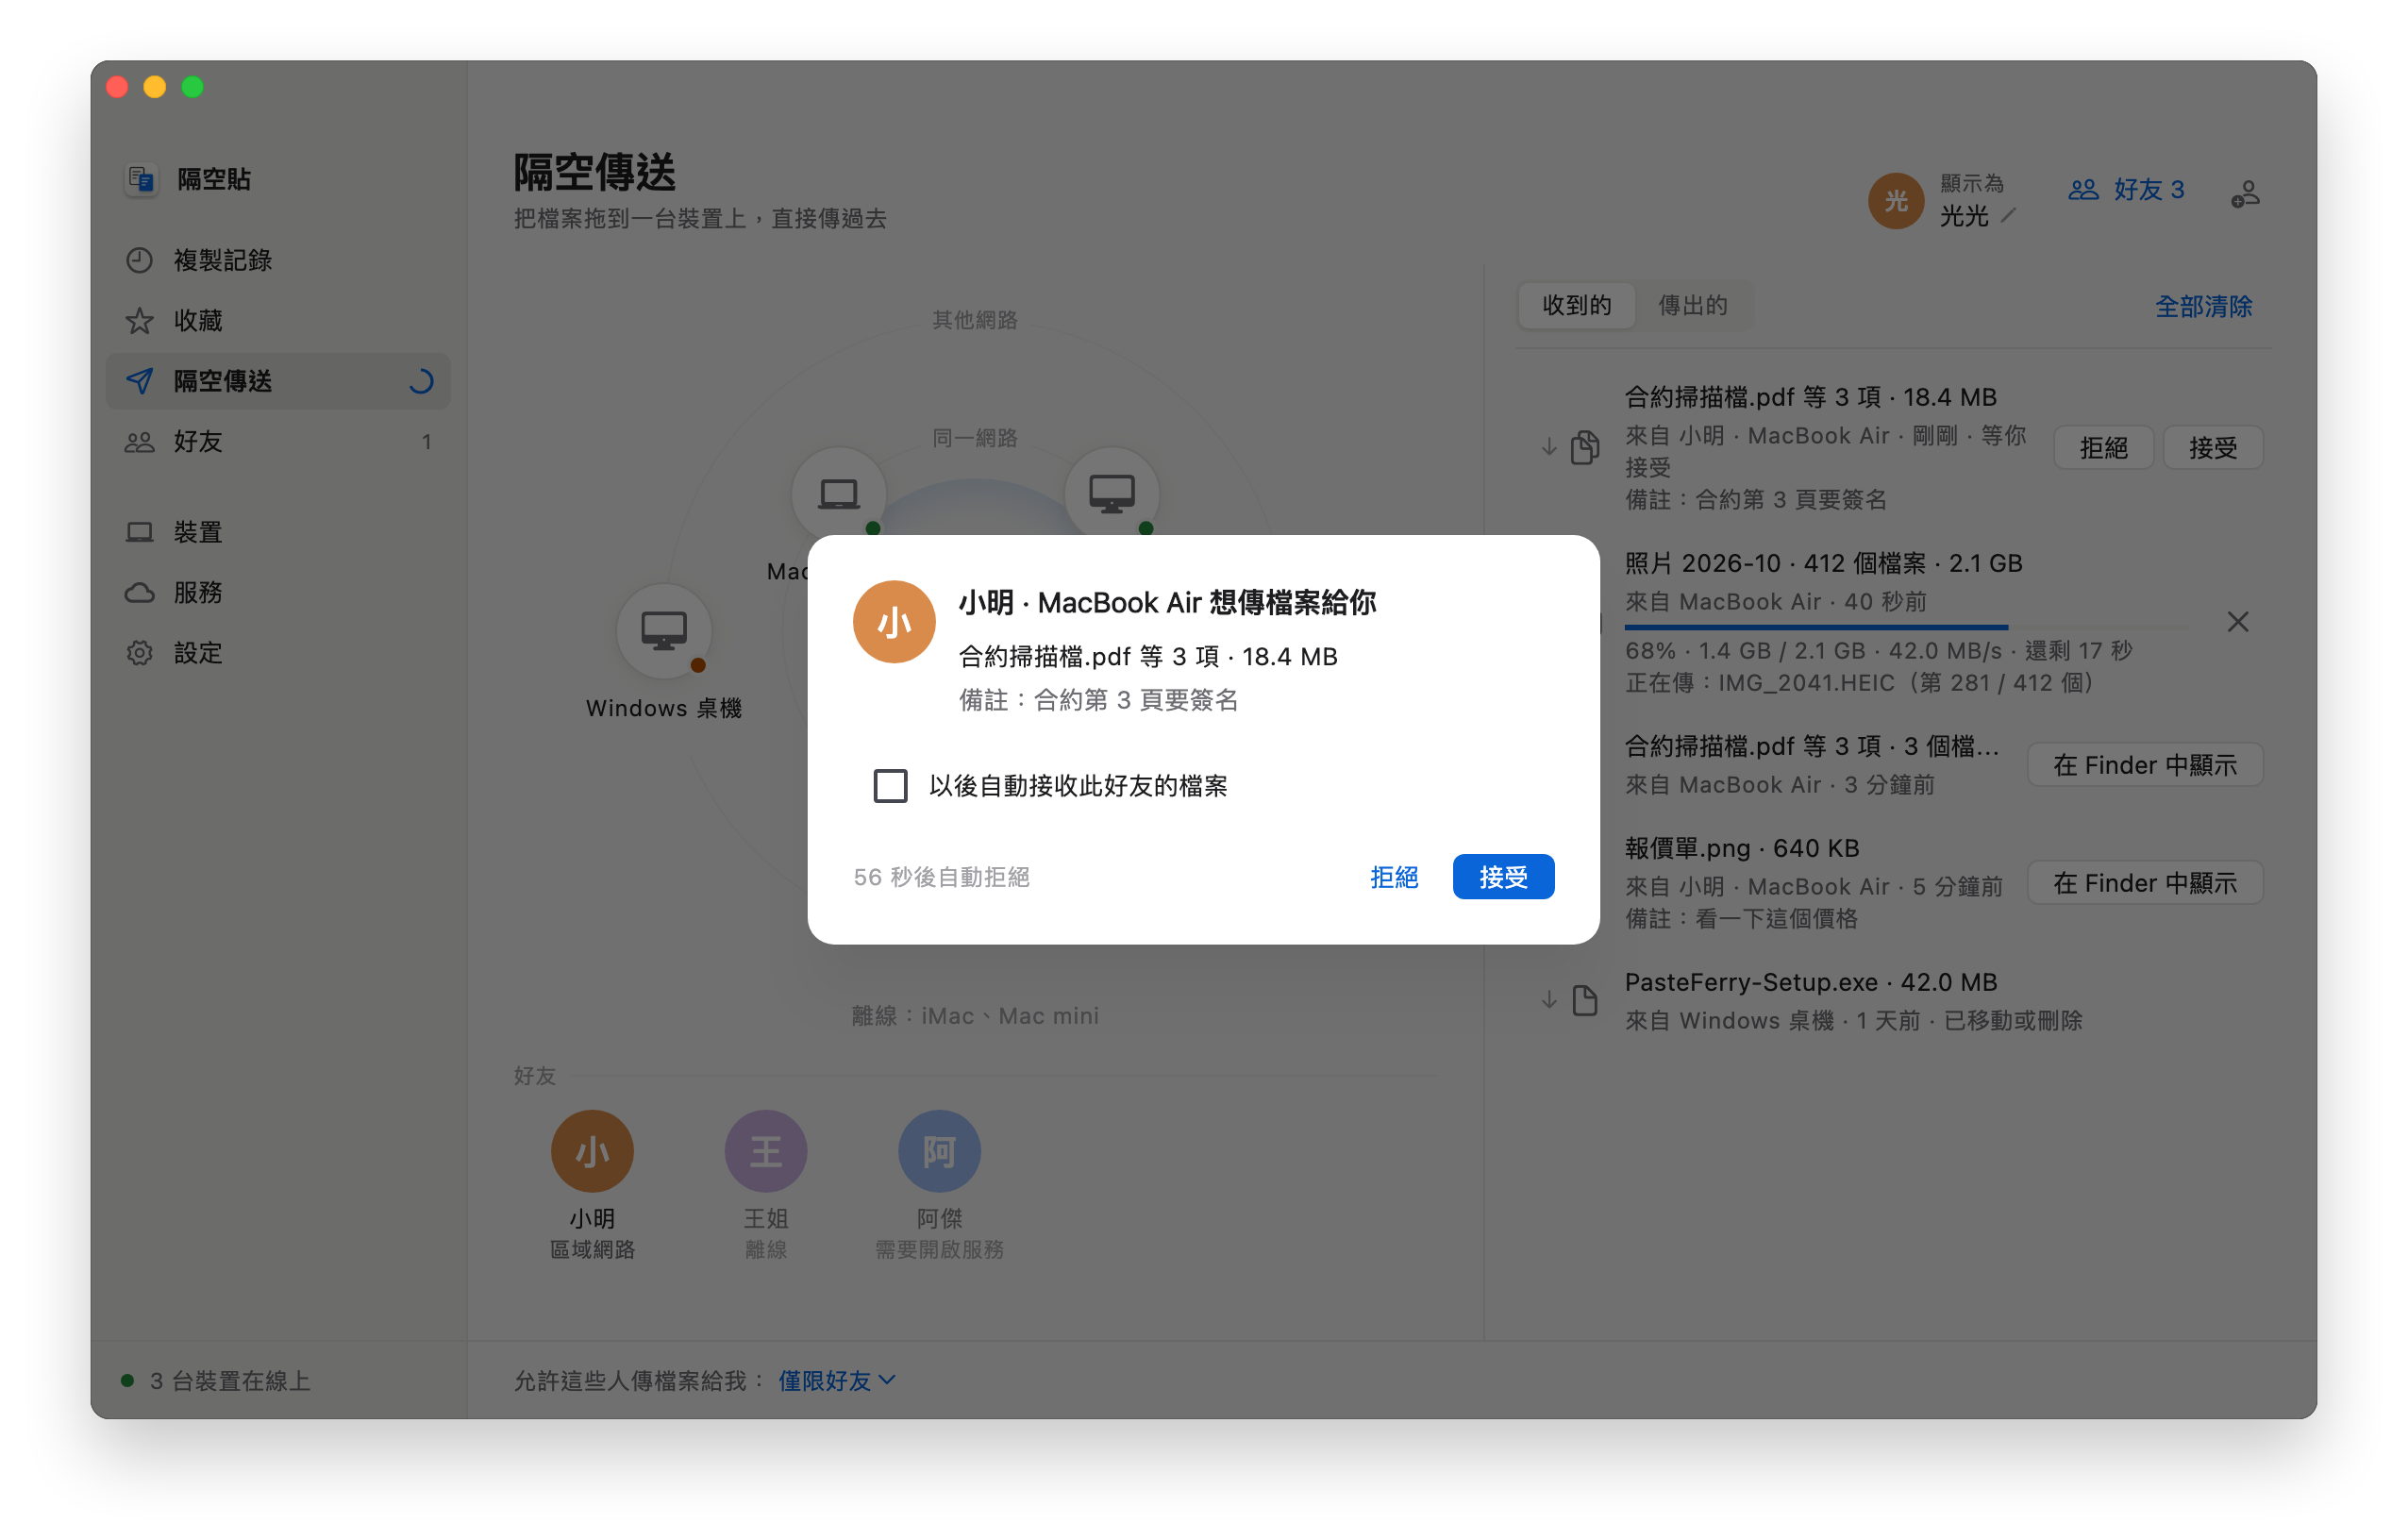 隔空貼
複製記錄
收藏
隔空傳送
好友 1
裝置
服務
設定
3 台裝置在線上
隔空傳送
把檔案拖到一台裝置上，直接傳過去
光
顯示為
光光
好友 3
其他網路
同一網路
Mac
Windows 桌機
離線：iMac、Mac mini
好友
小
小明
區域網路
王
王姐
離線
阿
阿傑
需要開啟服務
允許這些人傳檔案給我： 僅限好友
收到的 傳出的 全部清除
合約掃描檔.pdf 等 3 項 · 18.4 MB
來自 小明 · MacBook Air · 剛剛 · 等你
接受
備註：合約第 3 頁要簽名
拒絕 接受
照片 2026-10 · 412 個檔案 · 2.1 GB
來自 MacBook Air · 40 秒前
68% · 1.4 GB / 2.1 GB · 42.0 MB/s · 還剩 17 秒
正在傳：IMG_2041.HEIC（第 281 / 412 個）
合約掃描檔.pdf 等 3 項 · 3 個檔…
來自 MacBook Air · 3 分鐘前
在 Finder 中顯示
報價單.png · 640 KB
來自 小明 · MacBook Air · 5 分鐘前
備註：看一下這個價格
在 Finder 中顯示
PasteFerry-Setup.exe · 42.0 MB
來自 Windows 桌機 · 1 天前 · 已移動或刪除
小
小明 · MacBook Air 想傳檔案給你
合約掃描檔.pdf 等 3 項 · 18.4 MB
備註：合約第 3 頁要簽名
以後自動接收此好友的檔案
56 秒後自動拒絕
拒絕 接受